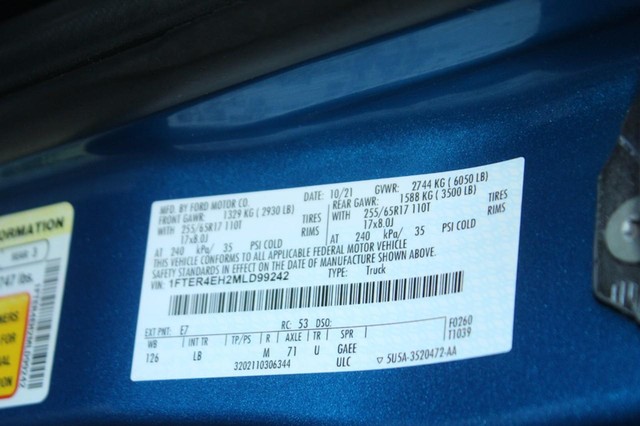 MFD. BY FORD MOTOR CO.
DATE: 10/21 GVWR: 2744 KG ( 6050 LB)
FRONT GAWR: 1329 KG ( 2930 LB)
REAR GAWR: 1588 KG ( 3500 LB)
WITH 255/65R17 110T TIRES
17x8.0J RIMS
AT 240 kPa/ 35 PSI COLD
WITH 255/65R17 110T TIRES
17x8.0J RIMS
AT 240 kPa/ 35 PSI COLD
THIS VEHICLE CONFORMS TO ALL APPLICABLE FEDERAL MOTOR VEHICLE
SAFETY STANDARDS IN EFFECT ON THE DATE OF MANUFACTURE SHOWN ABOVE.
VIN: 1FTER4EH2MLD99242
TYPE: Truck
EXT PNT: E7 RC: 53 DSO: F0260
WB INT TR TP/PS R AXLE TR SPR T1039
126 LB M 71 U GAEE
3202110306344 ULC 5U5A-3520472-AA
ORMATION
247 lbs.